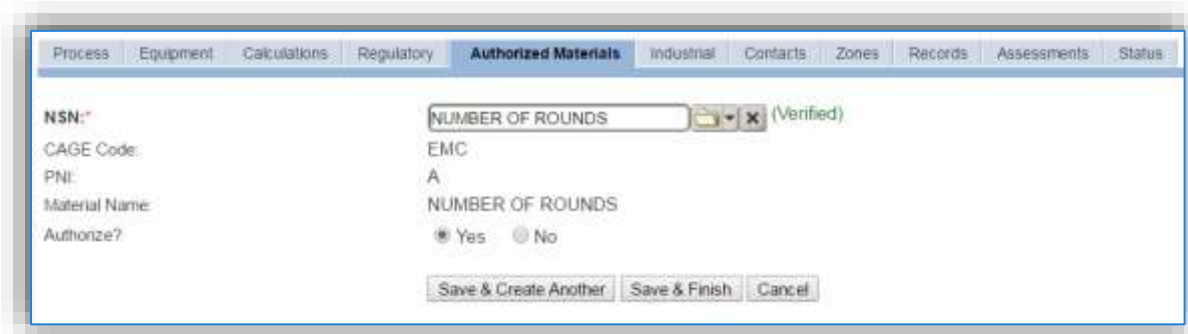 Process Equipment Calculations Regulatory Authorized Materials Industrial Contacts Zones Records Assessments Status
NSN:* NUMBER OF ROUNDS (Verified)
CAGE Code: EMC
PNI: A
Material Name: NUMBER OF ROUNDS
Authorize? Yes No
Save & Create Another Save & Finish Cancel